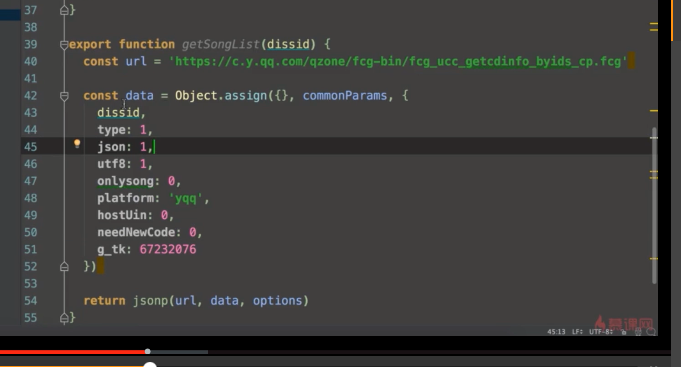 37 }
38
39 export function getSongList(dissid) {
40 const url = 'https://c.y.qq.com/qzone/fcg-bin/fcg_ucc_getcdinfo_byids_cp.fcg'
41
42 const data = Object.assign({}, commonParams, {
43 dissid,
44 type: 1,
45 json: 1,
46 utf8: 1,
47 onlysong: 0,
48 platform: 'yqq',
49 hostUin: 0,
50 needNewCode: 0,
51 g_tk: 67232076
52 })
53
54 return jsonp(url, data, options)
55 }
慕课网
45:13 LF÷ UTF-8÷